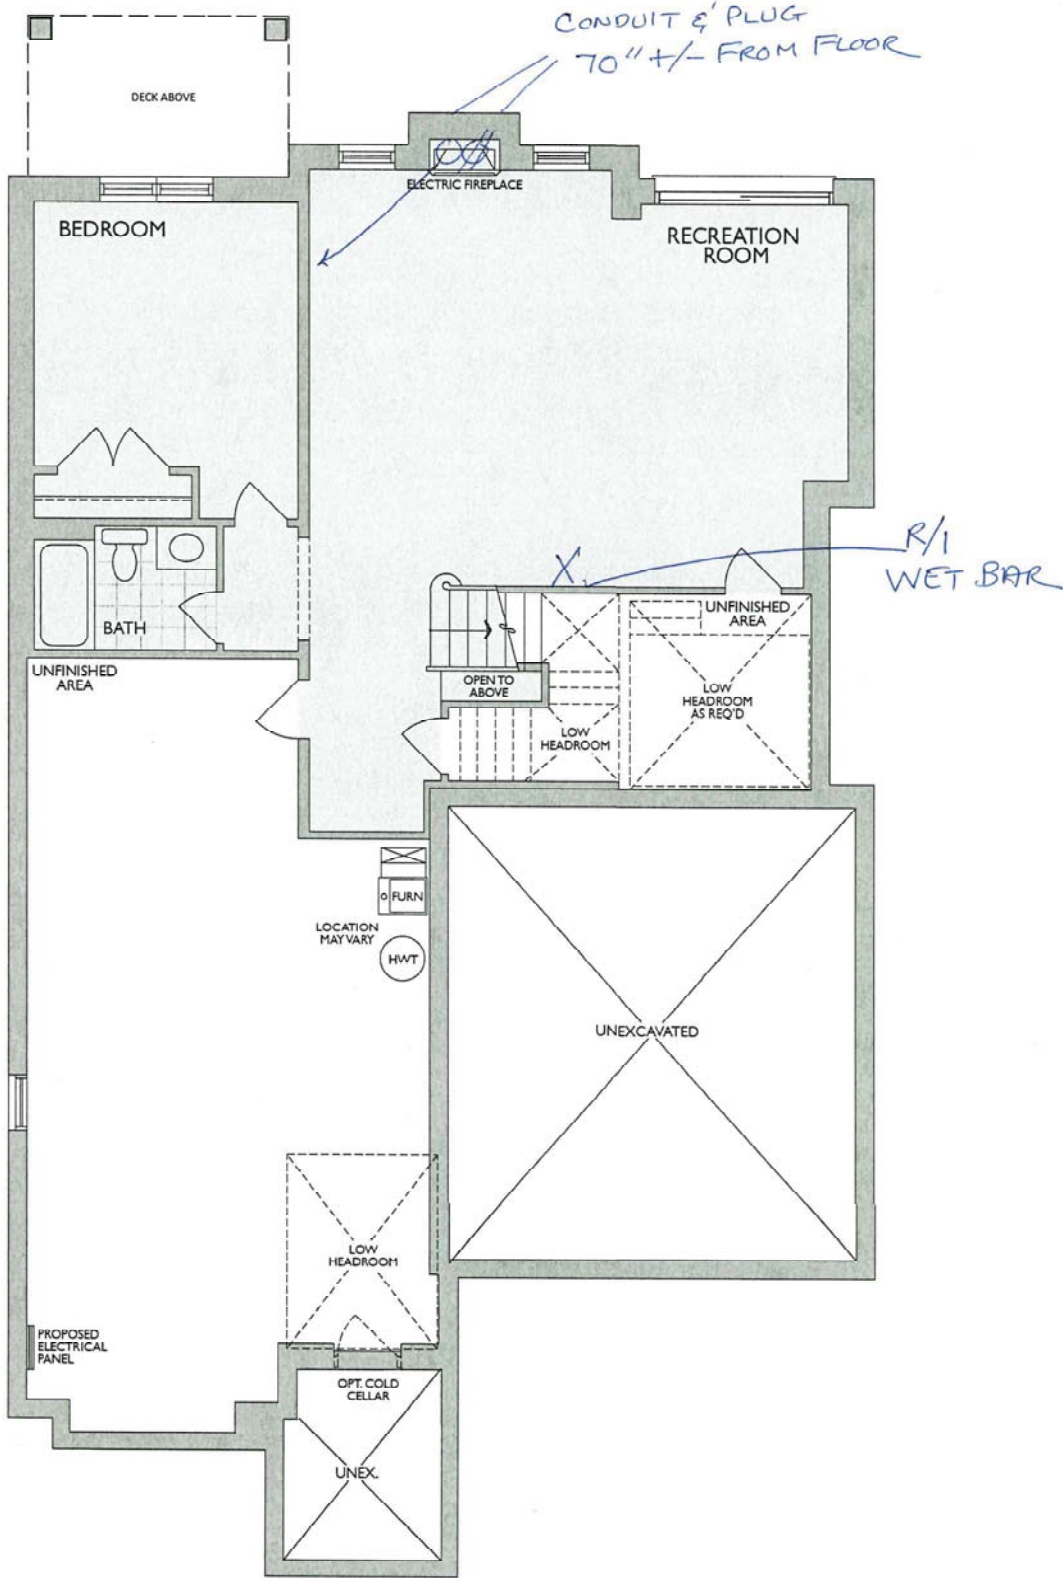 CONDUIT & PLUG
70" +/- FROM FLOOR
DECK ABOVE
ELECTRIC FIREPLACE
BEDROOM
RECREATION
ROOM
R/I
WET BAR
X
BATH
UNFINISHED
AREA
UNFINISHED
AREA
OPEN TO
ABOVE
LOW
HEADROOM
AS REQ'D
LOW
HEADROOM
FURN
LOCATION
MAY VARY
HWT
UNEXCAVATED
LOW
HEADROOM
PROPOSED
ELECTRICAL
PANEL
OPT. COLD
CELLAR
UNEX.